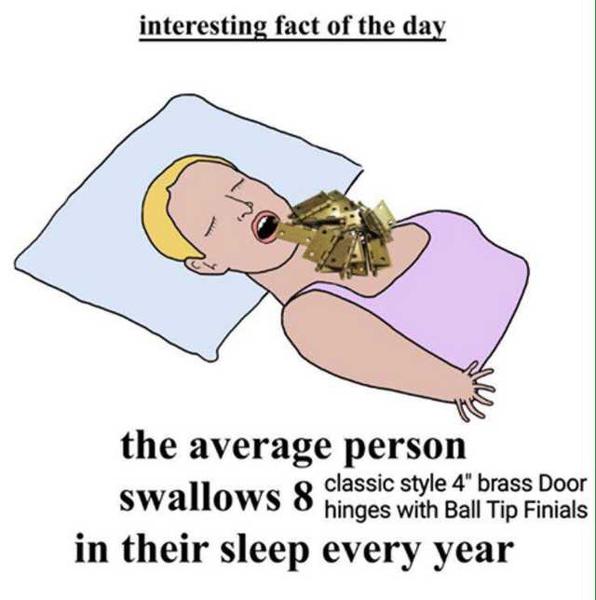 interesting fact of the day
the average person
swallows 8 classic style 4" brass Door
hinges with Ball Tip Finials
in their sleep every year